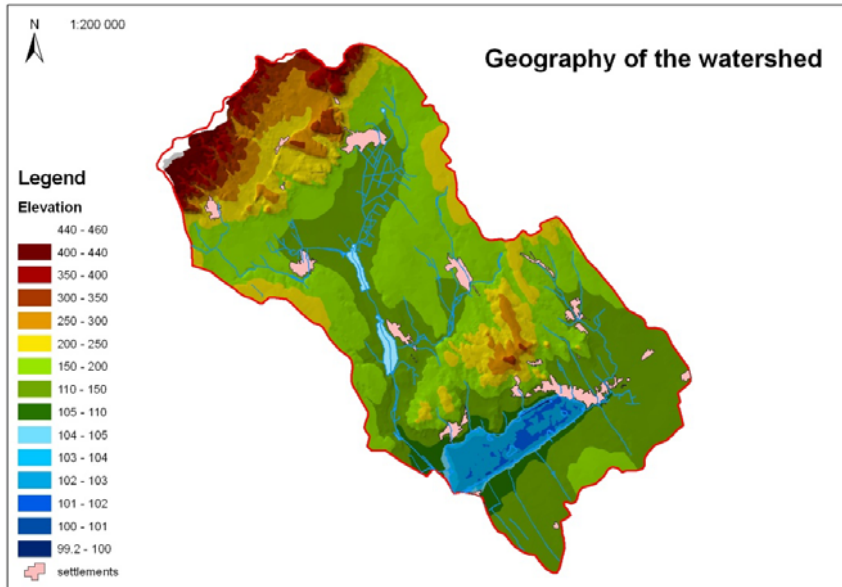 N
1:200 000
Geography of the watershed
Legend
Elevation
440 - 460
400 - 440
350 - 400
300 - 350
250 - 300
200 - 250
150 - 200
110 - 150
105 - 110
104 - 105
103 - 104
102 - 103
101 - 102
100 - 101
99.2 - 100
settlements